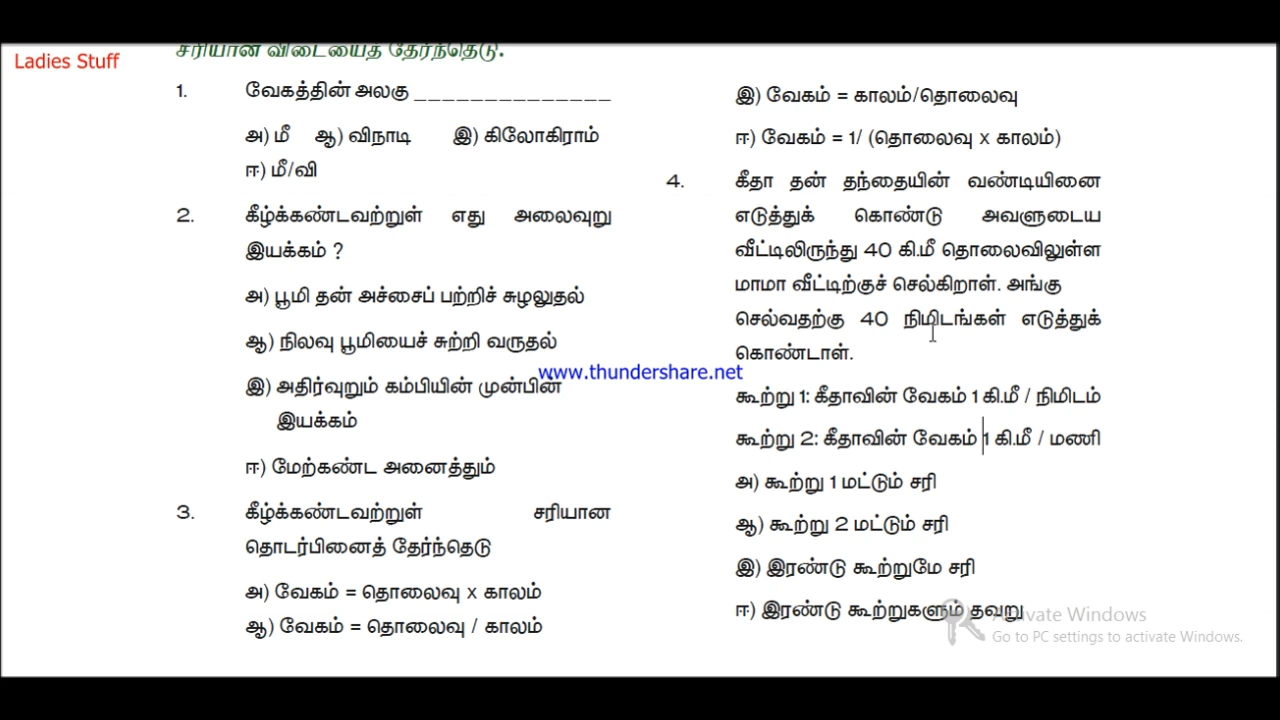 Ladies Stuff
சரியான விடையைத் தேர்ந்தெடு.
1. வேகத்தின் அலகு ______________
அ) மீ ஆ) விநாடி இ) கிலோகிராம்
ஈ) மீ/வி
2. கீழ்க்கண்டவற்றுள் எது அலைவுறு
இயக்கம் ?
அ) பூமி தன் அச்சைப் பற்றிச் சுழலுதல்
ஆ) நிலவு பூமியைச் சுற்றி வருதல்
இ) அதிர்வுறும் கம்பியின் முன்பின்
இயக்கம்
ஈ) மேற்கண்ட அனைத்தும்
3. கீழ்க்கண்டவற்றுள் சரியான
தொடர்பினைத் தேர்ந்தெடு
அ) வேகம் = தொலைவு x காலம்
ஆ) வேகம் = தொலைவு / காலம்
இ) வேகம் = காலம்/தொலைவு
ஈ) வேகம் = 1/ (தொலைவு x காலம்)
4. கீதா தன் தந்தையின் வண்டியினை
எடுத்துக் கொண்டு அவளுடைய
வீட்டிலிருந்து 40 கி.மீ தொலைவிலுள்ள
மாமா வீட்டிற்குச் செல்கிறாள். அங்கு
செல்வதற்கு 40 நிமிடங்கள் எடுத்துக்
கொண்டாள்.
www.thundershare.net
கூற்று 1: கீதாவின் வேகம் 1 கி.மீ / நிமிடம்
கூற்று 2: கீதாவின் வேகம் 1 கி.மீ / மணி
அ) கூற்று 1 மட்டும் சரி
ஆ) கூற்று 2 மட்டும் சரி
இ) இரண்டு கூற்றுமே சரி
ஈ) இரண்டு கூற்றுகளும் தவறு
Activate Windows
Go to PC settings to activate Windows.